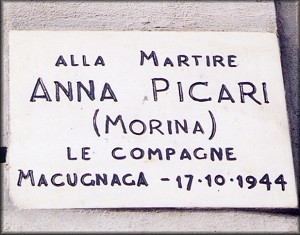 ALLA MARTIRE
ANNA PICARI
(MORINA)
LE COMPAGNE
MACUGNAGA - 17·10·1944